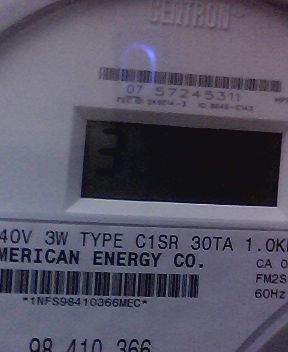 CENTRON
07 57245311
40V 3W TYPE C1SR 30TA 1.0K
MERICAN ENERGY CO.
CA 0
FM2S
*1NFS98410366MEC*
60Hz
98 410 366